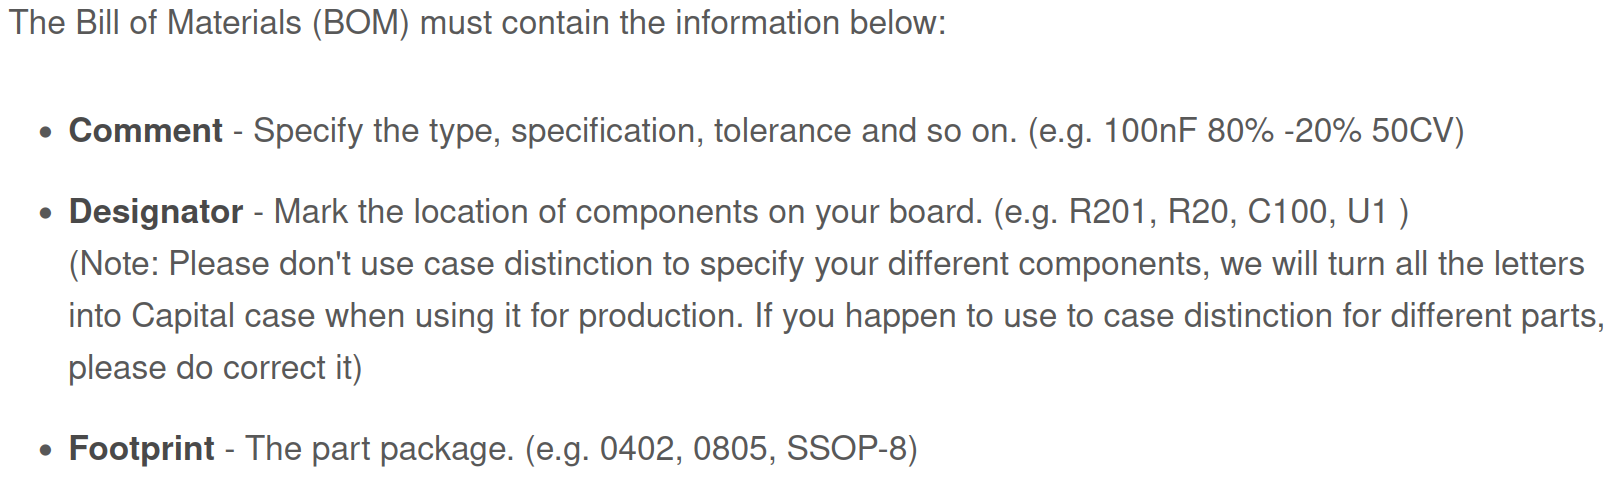 The Bill of Materials (BOM) must contain the information below:
• Comment - Specify the type, specification, tolerance and so on. (e.g. 100nF 80% -20% 50CV)
• Designator - Mark the location of components on your board. (e.g. R201, R20, C100, U1 )
(Note: Please don't use case distinction to specify your different components, we will turn all the letters
into Capital case when using it for production. If you happen to use to case distinction for different parts,
please do correct it)
• Footprint - The part package. (e.g. 0402, 0805, SSOP-8)